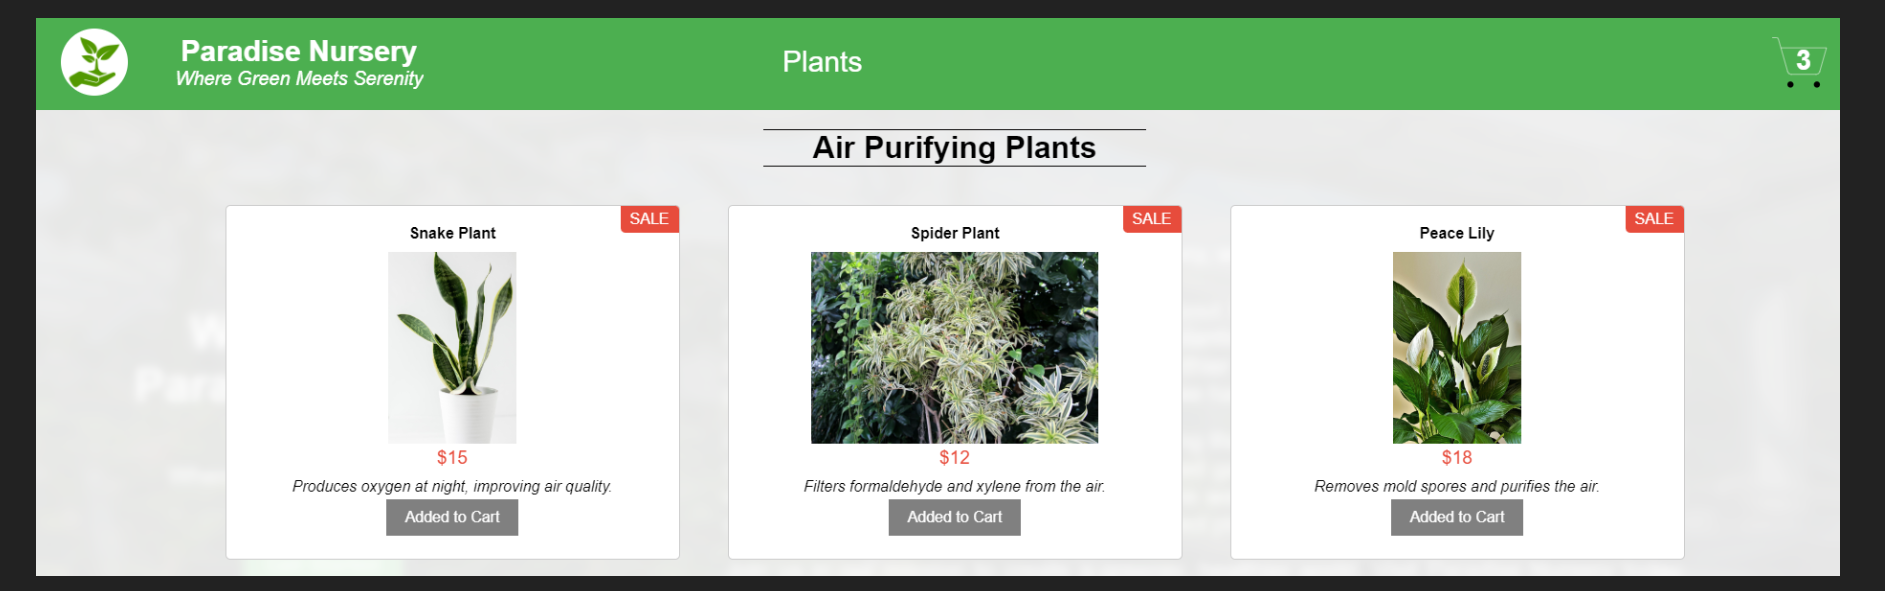 Paradise Nursery
Where Green Meets Serenity
Plants
3
Air Purifying Plants
SALE
Snake Plant
$15
Produces oxygen at night, improving air quality.
Added to Cart
SALE
Spider Plant
$12
Filters formaldehyde and xylene from the air.
Added to Cart
SALE
Peace Lily
$18
Removes mold spores and purifies the air.
Added to Cart